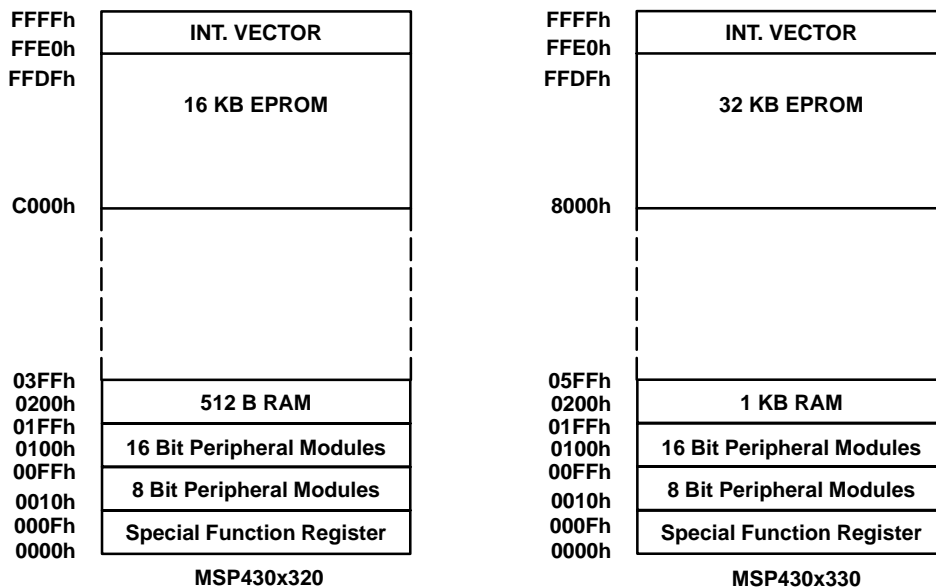 FFFFh
INT. VECTOR
FFE0h
FFDFh
16 KB EPROM
C000h
03FFh
512 B RAM
0200h
01FFh
16 Bit Peripheral Modules
0100h
00FFh
8 Bit Peripheral Modules
0010h
000Fh
Special Function Register
0000h
MSP430x320
FFFFh
INT. VECTOR
FFE0h
FFDFh
32 KB EPROM
8000h
05FFh
1 KB RAM
0200h
01FFh
16 Bit Peripheral Modules
0100h
00FFh
8 Bit Peripheral Modules
0010h
000Fh
Special Function Register
0000h
MSP430x330